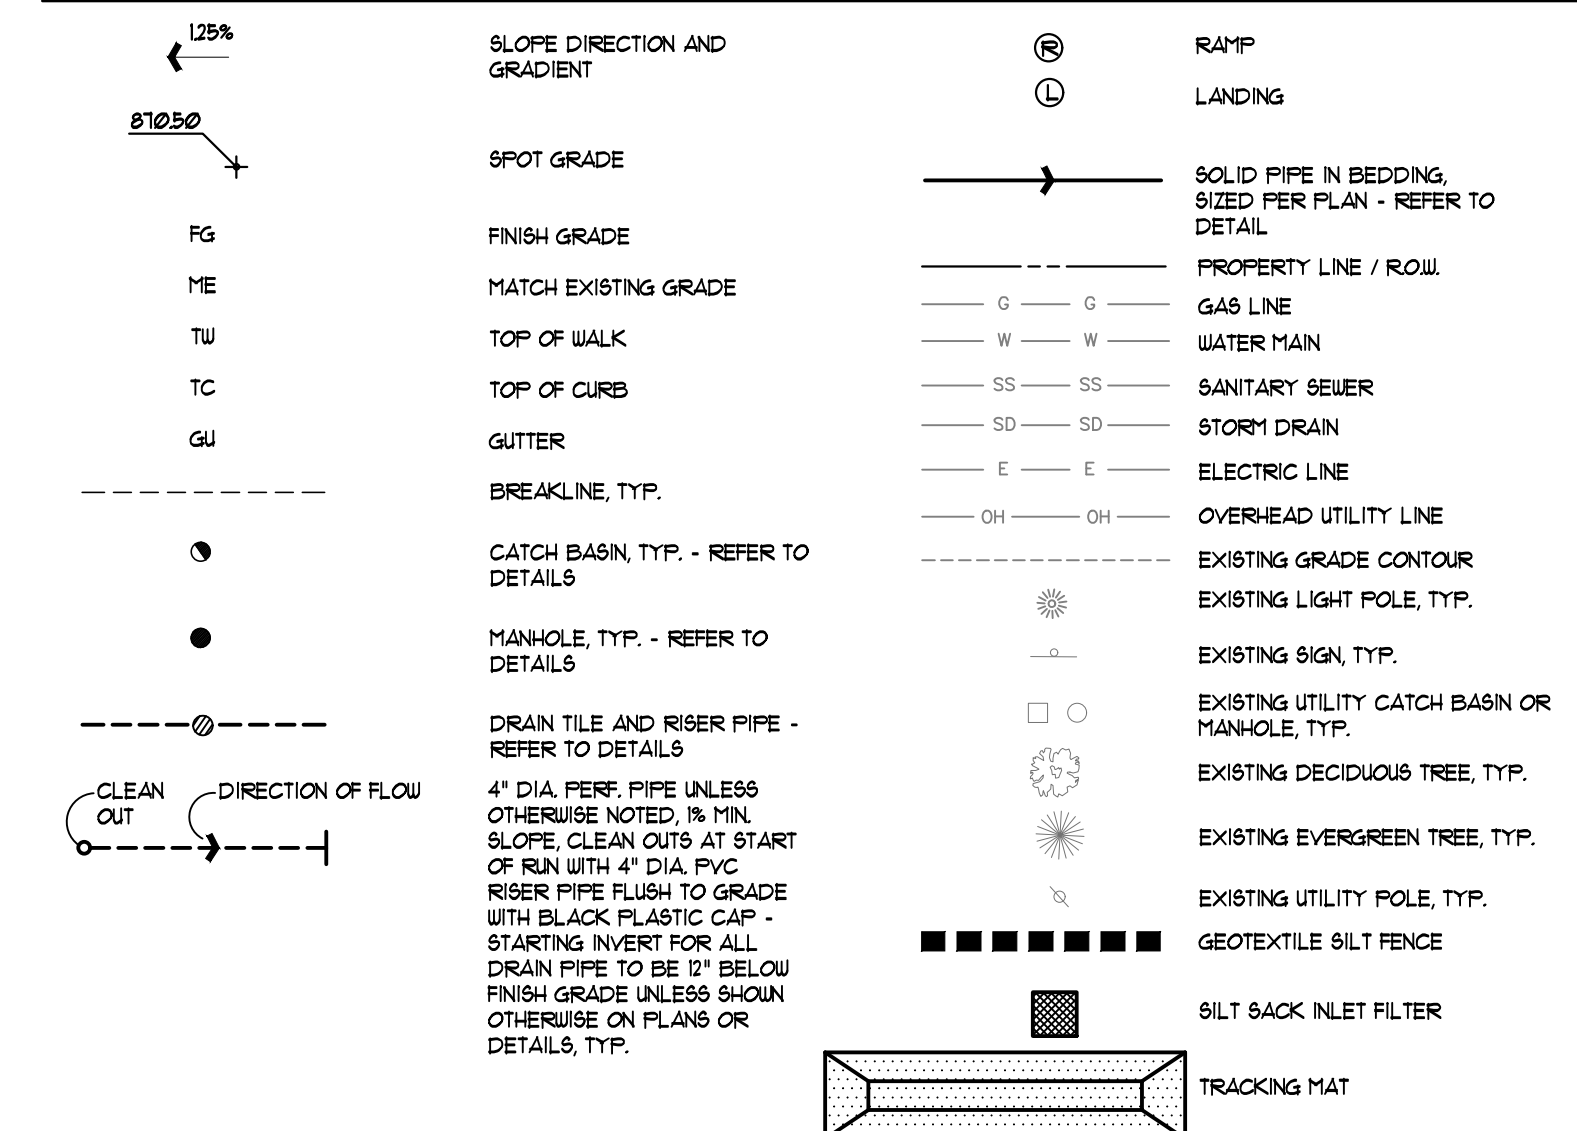 1.25%
SLOPE DIRECTION AND
GRADIENT
870.50
SPOT GRADE
FG
FINISH GRADE
ME
MATCH EXISTING GRADE
TW
TOP OF WALK
TC
TOP OF CURB
GU
GUTTER
BREAKLINE, TYP.
CATCH BASIN, TYP. - REFER TO
DETAILS
MANHOLE, TYP. - REFER TO
DETAILS
DRAIN TILE AND RISER PIPE -
REFER TO DETAILS
CLEAN
OUT
DIRECTION OF FLOW
4" DIA. PERF. PIPE UNLESS
OTHERWISE NOTED, 1% MIN.
SLOPE, CLEAN OUTS AT START
OF RUN WITH 4" DIA. PVC
RISER PIPE FLUSH TO GRADE
WITH BLACK PLASTIC CAP -
STARTING INVERT FOR ALL
DRAIN PIPE TO BE 12" BELOW
FINISH GRADE UNLESS SHOWN
OTHERWISE ON PLANS OR
DETAILS, TYP.
R
RAMP
L
LANDING
SOLID PIPE IN BEDDING,
SIZED PER PLAN - REFER TO
DETAIL
PROPERTY LINE / R.O.W.
G G
GAS LINE
W W
WATER MAIN
SS SS
SANITARY SEWER
SD SD
STORM DRAIN
E E
ELECTRIC LINE
OH OH
OVERHEAD UTILITY LINE
EXISTING GRADE CONTOUR
EXISTING LIGHT POLE, TYP.
EXISTING SIGN, TYP.
EXISTING UTILITY CATCH BASIN OR
MANHOLE, TYP.
EXISTING DECIDUOUS TREE, TYP.
EXISTING EVERGREEN TREE, TYP.
EXISTING UTILITY POLE, TYP.
GEOTEXTILE SILT FENCE
SILT SACK INLET FILTER
TRACKING MAT